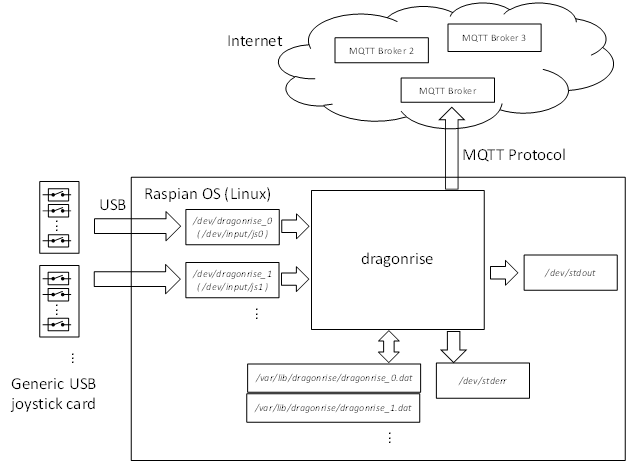 Internet
MQTT Broker 2
MQTT Broker 3
MQTT Broker
MQTT Protocol
USB
Raspian OS (Linux)
/dev/dragonrise_0
( /dev/input/js0 )
dragonrise
/dev/dragonrise_1
( /dev/input/js1 )
/dev/stdout
/var/lib/dragonrise/dragonrise_0.dat
/dev/stderr
/var/lib/dragonrise/dragonrise_1.dat
Generic USB
joystick card